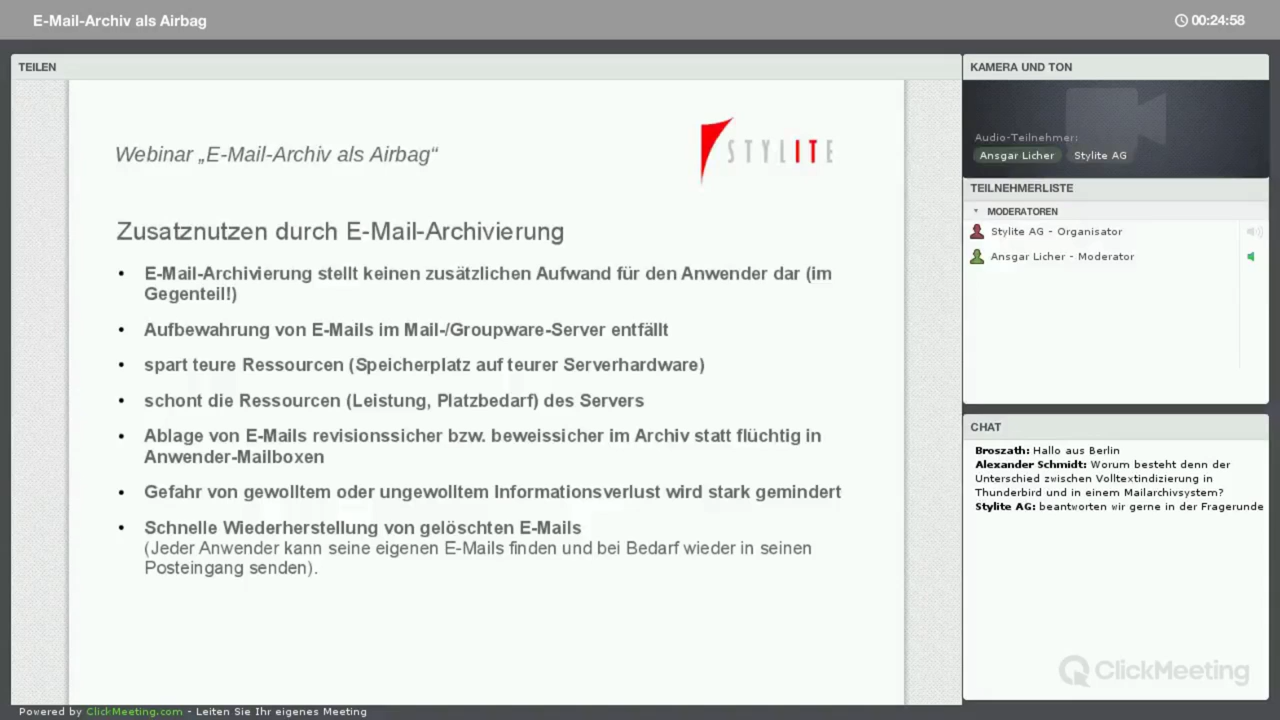 E-Mail-Archiv als Airbag
00:24:58
TEILEN
Webinar „E-Mail-Archiv als Airbag“
STYLITE
Zusatznutzen durch E-Mail-Archivierung
• E-Mail-Archivierung stellt keinen zusätzlichen Aufwand für den Anwender dar (im
Gegenteil!)
• Aufbewahrung von E-Mails im Mail-/Groupware-Server entfällt
• spart teure Ressourcen (Speicherplatz auf teurer Serverhardware)
• schont die Ressourcen (Leistung, Platzbedarf) des Servers
• Ablage von E-Mails revisionssicher bzw. beweissicher im Archiv statt flüchtig in
Anwender-Mailboxen
• Gefahr von gewolltem oder ungewolltem Informationsverlust wird stark gemindert
• Schnelle Wiederherstellung von gelöschten E-Mails
(Jeder Anwender kann seine eigenen E-Mails finden und bei Bedarf wieder in seinen
Posteingang senden).
KAMERA UND TON
Audio-Teilnehmer:
Ansgar Licher Stylite AG
TEILNEHMERLISTE
MODERATOREN
Stylite AG - Organisator
Ansgar Licher - Moderator
CHAT
Broszath: Hallo aus Berlin
Alexander Schmidt: Worum besteht denn der
Unterschied zwischen Volltextindizierung in
Thunderbird und in einem Mailarchivsystem?
Stylite AG: beantworten wir gerne in der Fragerunde
ClickMeeting
Powered by ClickMeeting.com - Leiten Sie Ihr eigenes Meeting